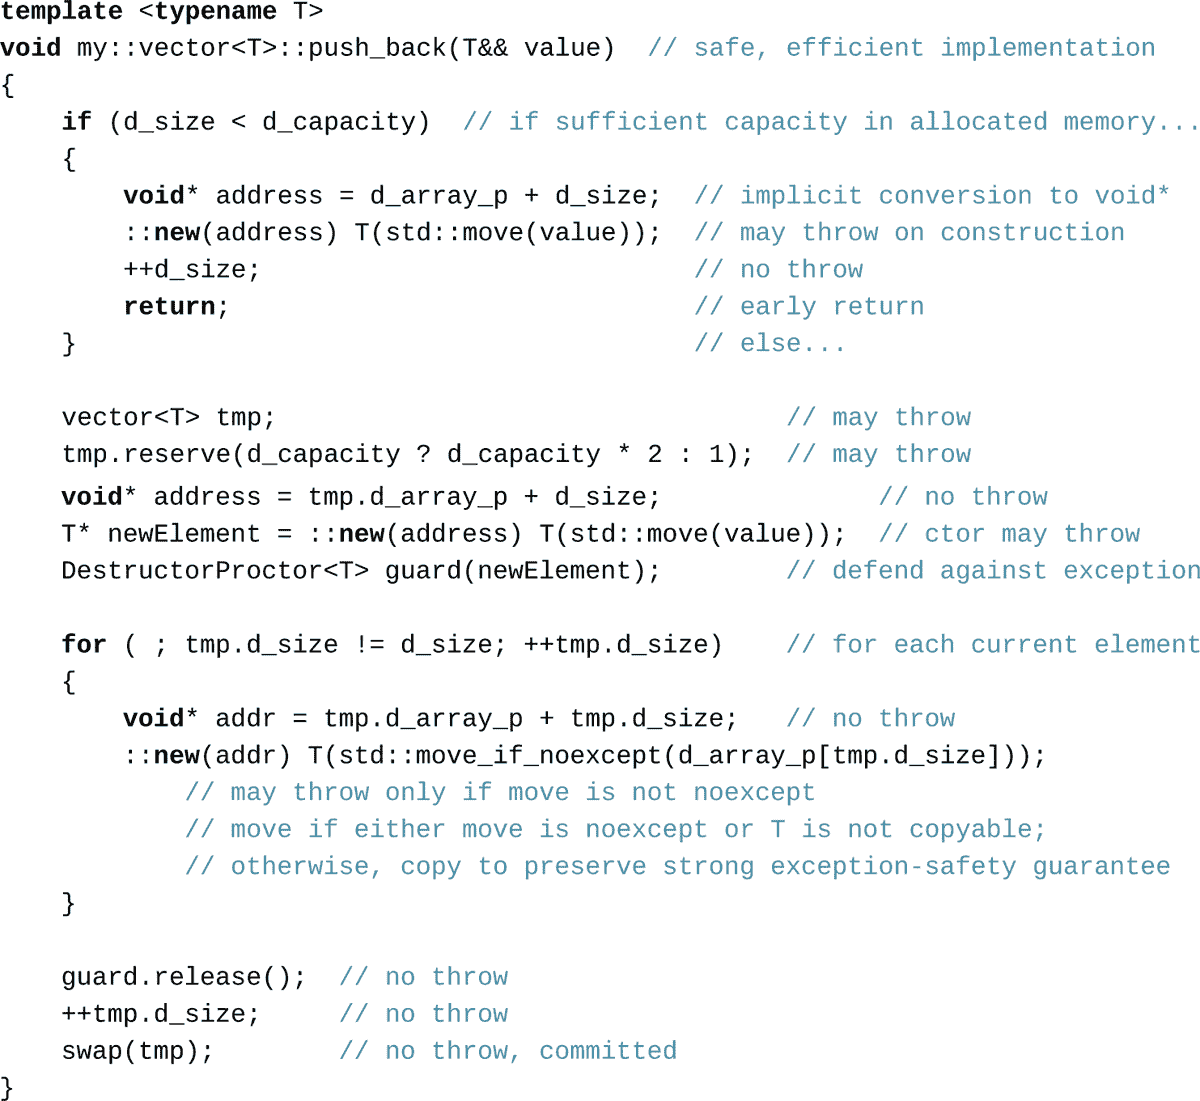 template <typename T>
void my::vector<T>::push_back(T&& value)  // safe, efficient implementation
{
    if (d_size < d_capacity)  // if sufficient capacity in allocated memory...
    {
        void* address = d_array_p + d_size;  // implicit conversion to void*
        ::new(address) T(std::move(value));  // may throw on construction
        ++d_size;                            // no throw
        return;                              // early return
    }                                        // else...

    vector<T> tmp;                                 // may throw
    tmp.reserve(d_capacity ? d_capacity * 2 : 1);  // may throw
    void* address = tmp.d_array_p + d_size;              // no throw
    T* newElement = ::new(address) T(std::move(value));  // ctor may throw
    DestructorProctor<T> guard(newElement);        // defend against exception

    for ( ; tmp.d_size != d_size; ++tmp.d_size)    // for each current element
    {
        void* addr = tmp.d_array_p + tmp.d_size;   // no throw
        ::new(addr) T(std::move_if_noexcept(d_array_p[tmp.d_size]));
            // may throw only if move is not noexcept
            // move if either move is noexcept or T is not copyable;
            // otherwise, copy to preserve strong exception-safety guarantee
    }

    guard.release();  // no throw
    ++tmp.d_size;     // no throw
    swap(tmp);        // no throw, committed
}